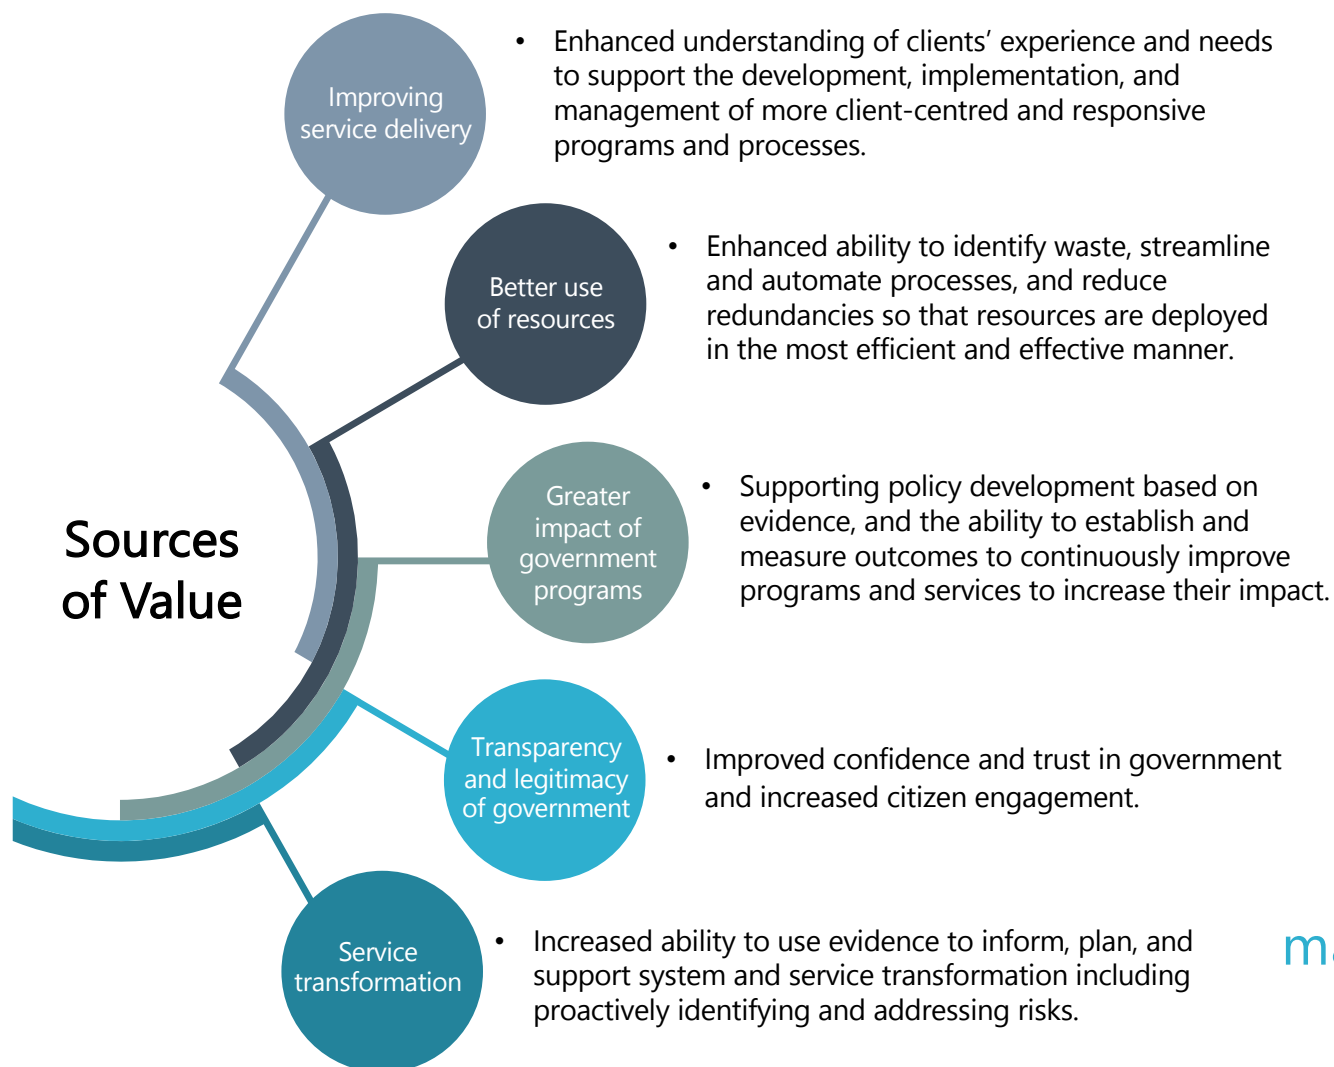 Improving
service delivery
• Enhanced understanding of clients’ experience and needs
to support the development, implementation, and
management of more client-centred and responsive
programs and processes.
Better use
of resources
• Enhanced ability to identify waste, streamline
and automate processes, and reduce
redundancies so that resources are deployed
in the most efficient and effective manner.
Sources
of Value
Greater
impact of
government
programs
• Supporting policy development based on
evidence, and the ability to establish and
measure outcomes to continuously improve
programs and services to increase their impact.
Transparency
and legitimacy
of government
• Improved confidence and trust in government
and increased citizen engagement.
Service
transformation
• Increased ability to use evidence to inform, plan, and
support system and service transformation including
proactively identifying and addressing risks.